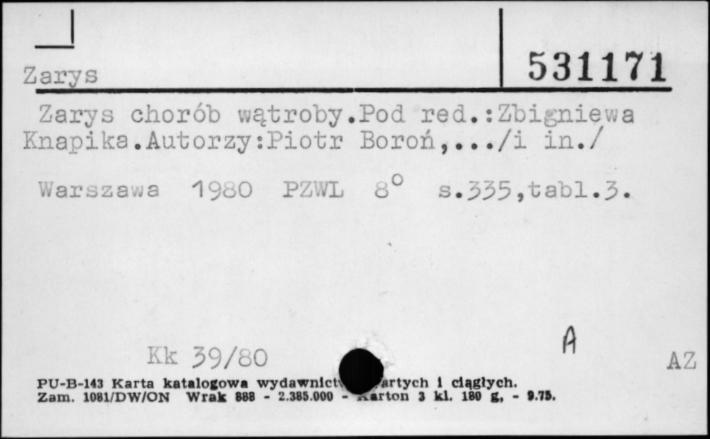 531171
Zarys
Zarys chorób wątroby.Pod red.:Zbigniewa
Knapika.Autorzy:Piotr Boroń,.../i in./
Warszawa 1980 PZWL 8° s.335,tabl.3.
A
Kk 39/80 AZ
PU-B-143 Karta katalogowa wydawnict artych i ciągłych.
Zam. 1081/DW/ON Wrak 888 - 2.385.000 - Karton 3 kl. 180 g. - 9.75.